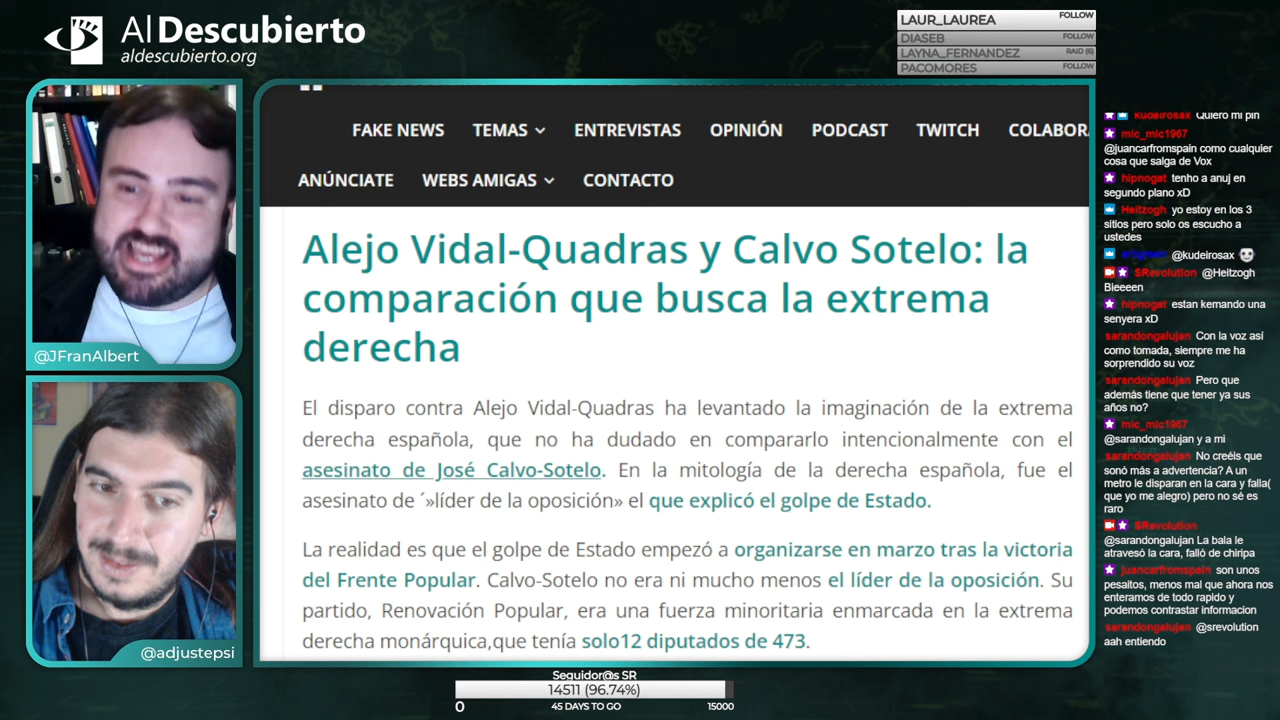 Al Descubierto
aldescubierto.org
LAUR_LAUREA FOLLOW
DIASEB FOLLOW
LAYNA_FERNANDEZ RAID (6)
PACOMORES FOLLOW
@JFranAlbert
@adjustepsi
FAKE NEWS TEMAS ENTREVISTAS OPINIÓN PODCAST TWITCH COLABORA
ANÚNCIATE WEBS AMIGAS CONTACTO
Alejo Vidal-Quadras y Calvo Sotelo: la
comparación que busca la extrema
derecha
El disparo contra Alejo Vidal-Quadras ha levantado la imaginación de la extrema
derecha española, que no ha dudado en compararlo intencionalmente con el
asesinato de José Calvo-Sotelo. En la mitología de la derecha española, fue el
asesinato de ´»líder de la oposición» el que explicó el golpe de Estado.
La realidad es que el golpe de Estado empezó a organizarse en marzo tras la victoria
del Frente Popular. Calvo-Sotelo no era ni mucho menos el líder de la oposición. Su
partido, Renovación Popular, era una fuerza minoritaria enmarcada en la extrema
derecha monárquica,que tenía solo12 diputados de 473.
kudeirosax Quiero mi pin
mic_mic1967
@juancarfromspain como cualquier
cosa que salga de Vox
hipnogat tenho a anuj en
segundo plano xD
Heitzogh yo estoy en los 3
sitios pero solo os escucho a
ustedes
@kudeirosax
SRevolution @Heitzogh
Bleeeen
hipnogat estan kemando una
senyera xD
sarandongalujan Con la voz así
como tomada, siempre me ha
sorprendido su voz
sarandongalujan Pero que
además tiene que tener ya sus
años no?
mic_mic1967
@sarandongalujan y a mi
sarandongalujan No creéis que
sonó más a advertencia? A un
metro le disparan en la cara y falla(
que yo me alegro) pero no sé es
raro
SRevolution
@sarandongalujan La bala le
atravesó la cara, falló de chiripa
juancarfromspain son unos
pesaltos, menos mal que ahora nos
enteramos de todo rapido y
podemos contrastar informacion
sarandongalujan @srevolution
aah entiendo
Seguidor@s SR
14511 (96.74%)
0 45 DAYS TO GO 15000